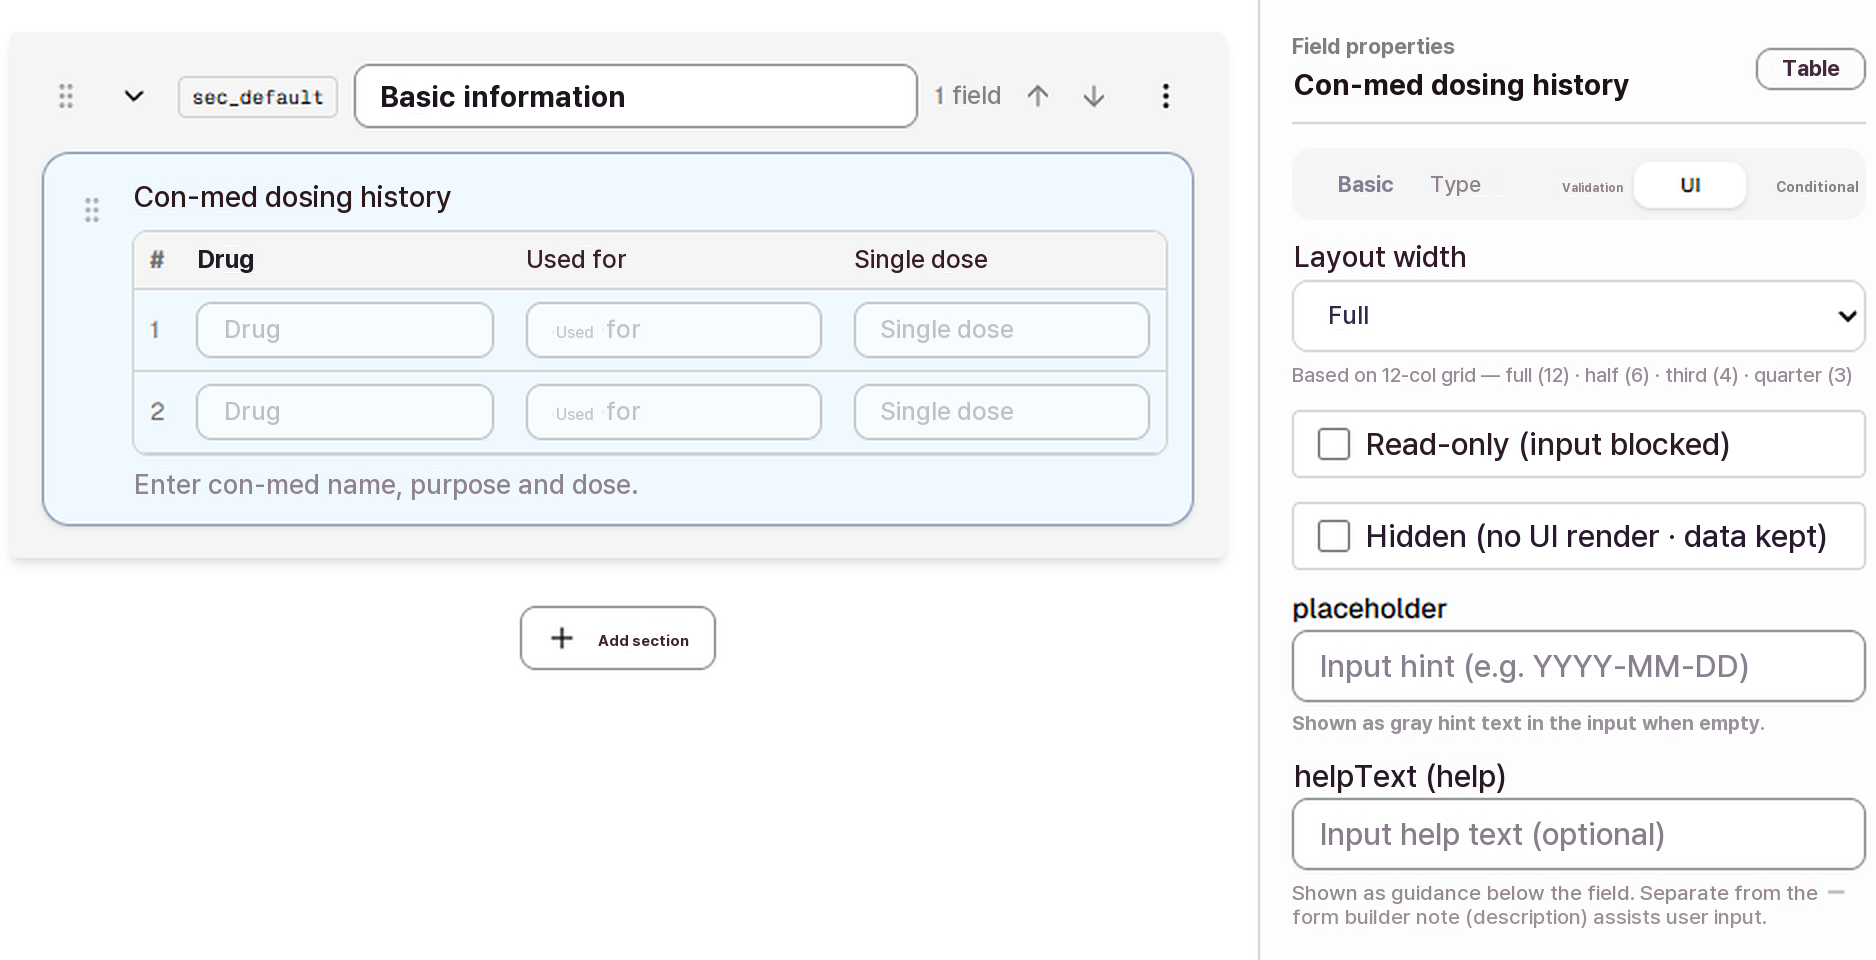 sec_default Basic information 1 field
Con-med dosing history
# Drug Used for Single dose
1 Drug Used for Single dose
2 Drug Used for Single dose
Enter con-med name, purpose and dose.
+ Add section
Field properties
Con-med dosing history
Table
Basic Type Validation UI Conditional
Layout width
Full
Based on 12-col grid — full (12) · half (6) · third (4) · quarter (3)
Read-only (input blocked)
Hidden (no UI render · data kept)
placeholder
Input hint (e.g. YYYY-MM-DD)
Shown as gray hint text in the input when empty.
helpText (help)
Input help text (optional)
Shown as guidance below the field. Separate from the —
form builder note (description) assists user input.